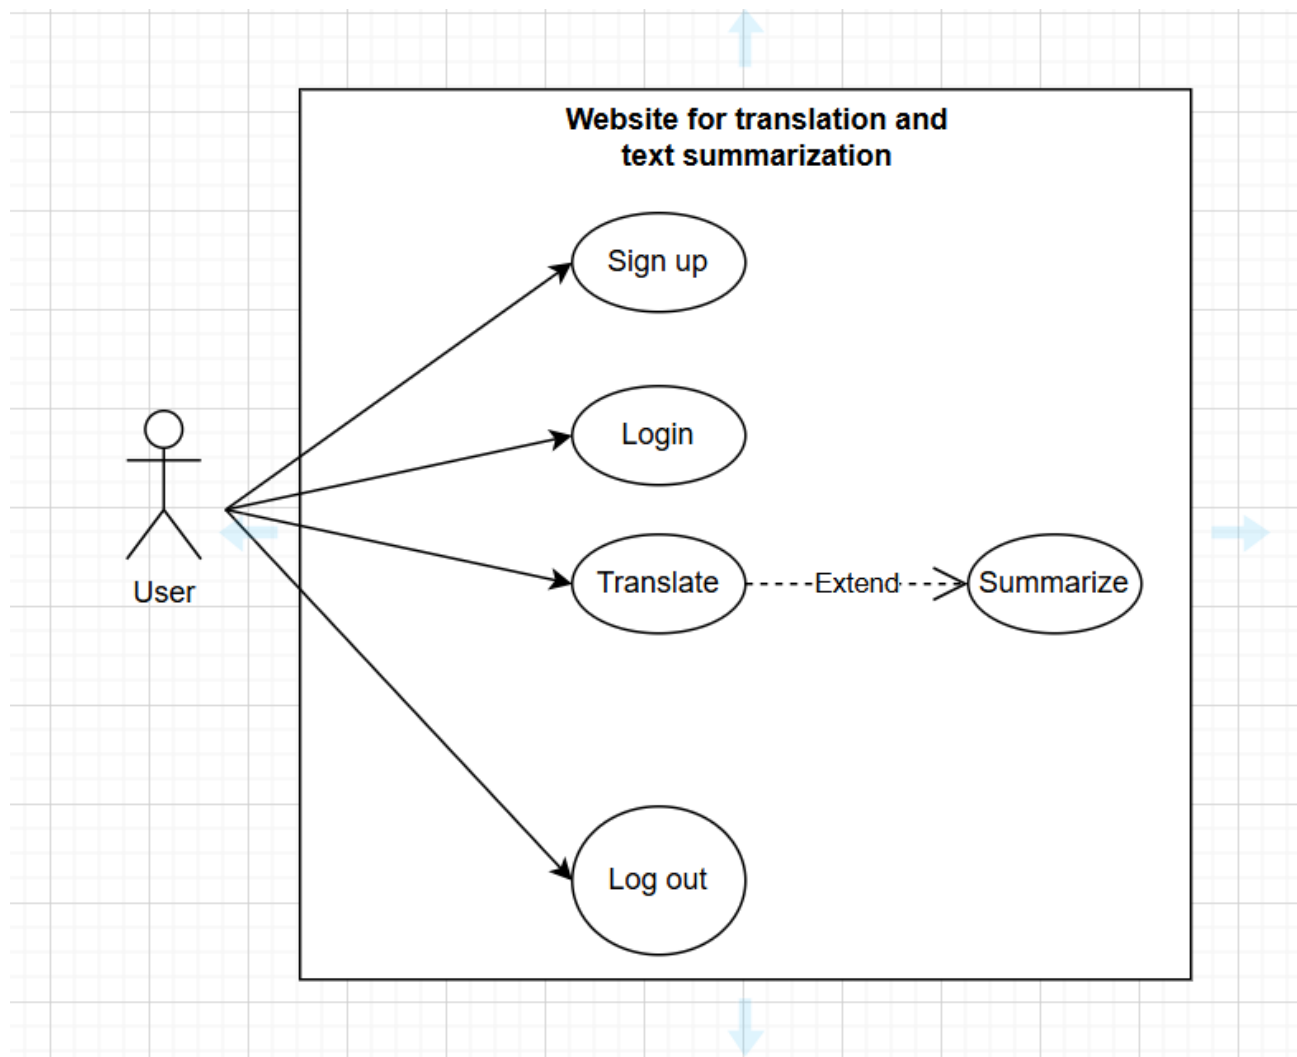 Website for translation and
text summarization
Sign up
Login
User
Translate
Extend
Summarize
Log out